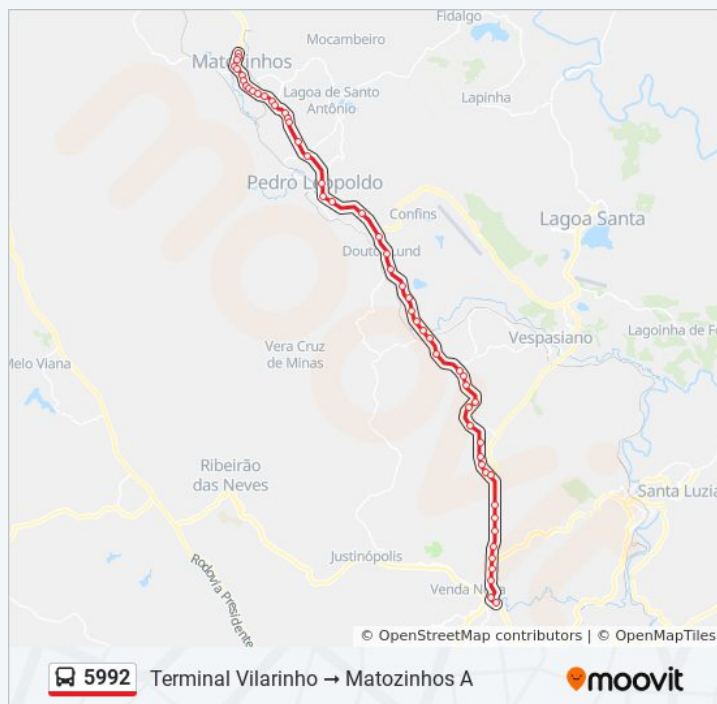 Fidalgo
Mocambeiro
Matozinhos
Lagoa de Santo
Antônio
Lapinha
Pedro Leopoldo
Confins
Lagoa Santa
Douto Lund
Vespasiano
Lagoinha de F
Vera Cruz
de Minas
Melo Viana
Ribeirão
das Neves
Santa Luzia
Justinópolis
Rodovia Presidente
Venda Nova
moovit
© OpenStreetMap contributors | © OpenMapTiles
5992 Terminal Vilarinho → Matozinhos A
moovit